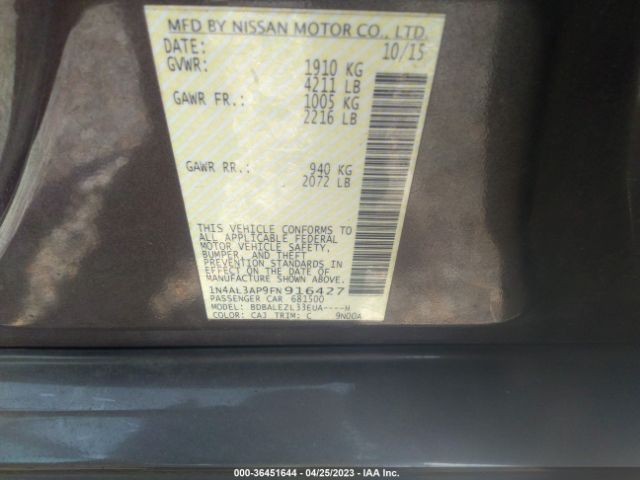 MFD BY NISSAN MOTOR CO., LTD.
DATE: 10/15
GVWR: 1910 KG
4211 LB
GAWR FR.: 1005 KG
2216 LB
GAWR RR.: 940 KG
2072 LB
THIS VEHICLE CONFORMS TO
ALL APPLICABLE FEDERAL
MOTOR VEHICLE SAFETY,
BUMPER, AND THEFT
PREVENTION STANDARDS
IN EFFECT ON THE DATE OF
MANUFACTURE SHOWN ABOVE.
1N4AL3AP9FN916427
PASSENGER CAR 681500
MODEL: BDBALEZL33EUA----H
COLOR: CAJ TRIM: C 9N00A
000-36451644 - 04/25/2023 - IAA Inc.